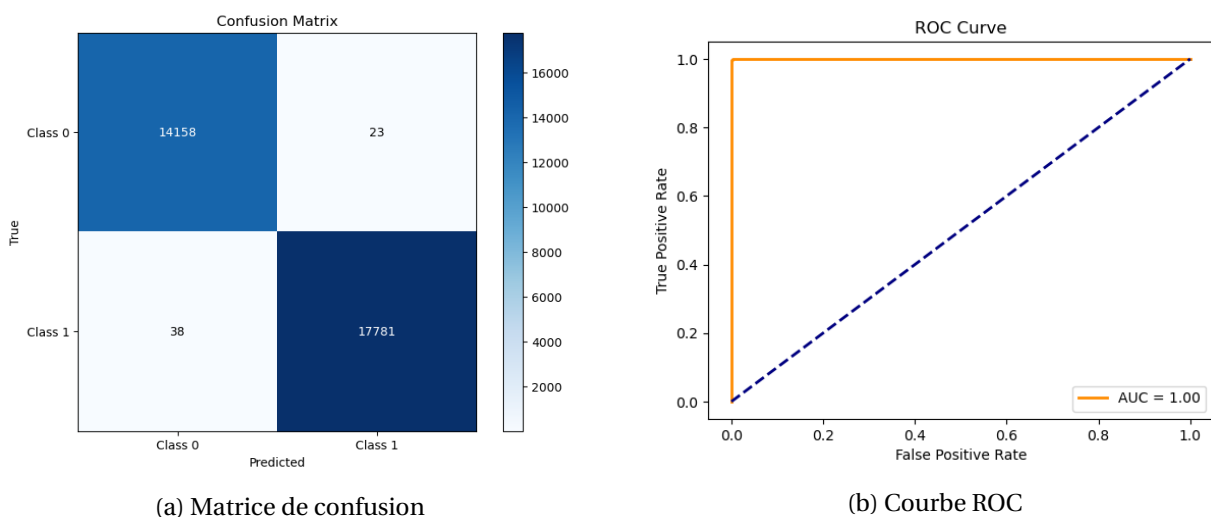 Confusion Matrix
Class 0
14158
23
True
Class 1
38
17781
Class 0
Class 1
Predicted
16000
14000
12000
10000
8000
6000
4000
2000
(a) Matrice de confusion
ROC Curve
True Positive Rate
1.0
0.8
0.6
0.4
0.2
0.0
AUC = 1.00
0.0
0.2
0.4
0.6
0.8
1.0
False Positive Rate
(b) Courbe ROC